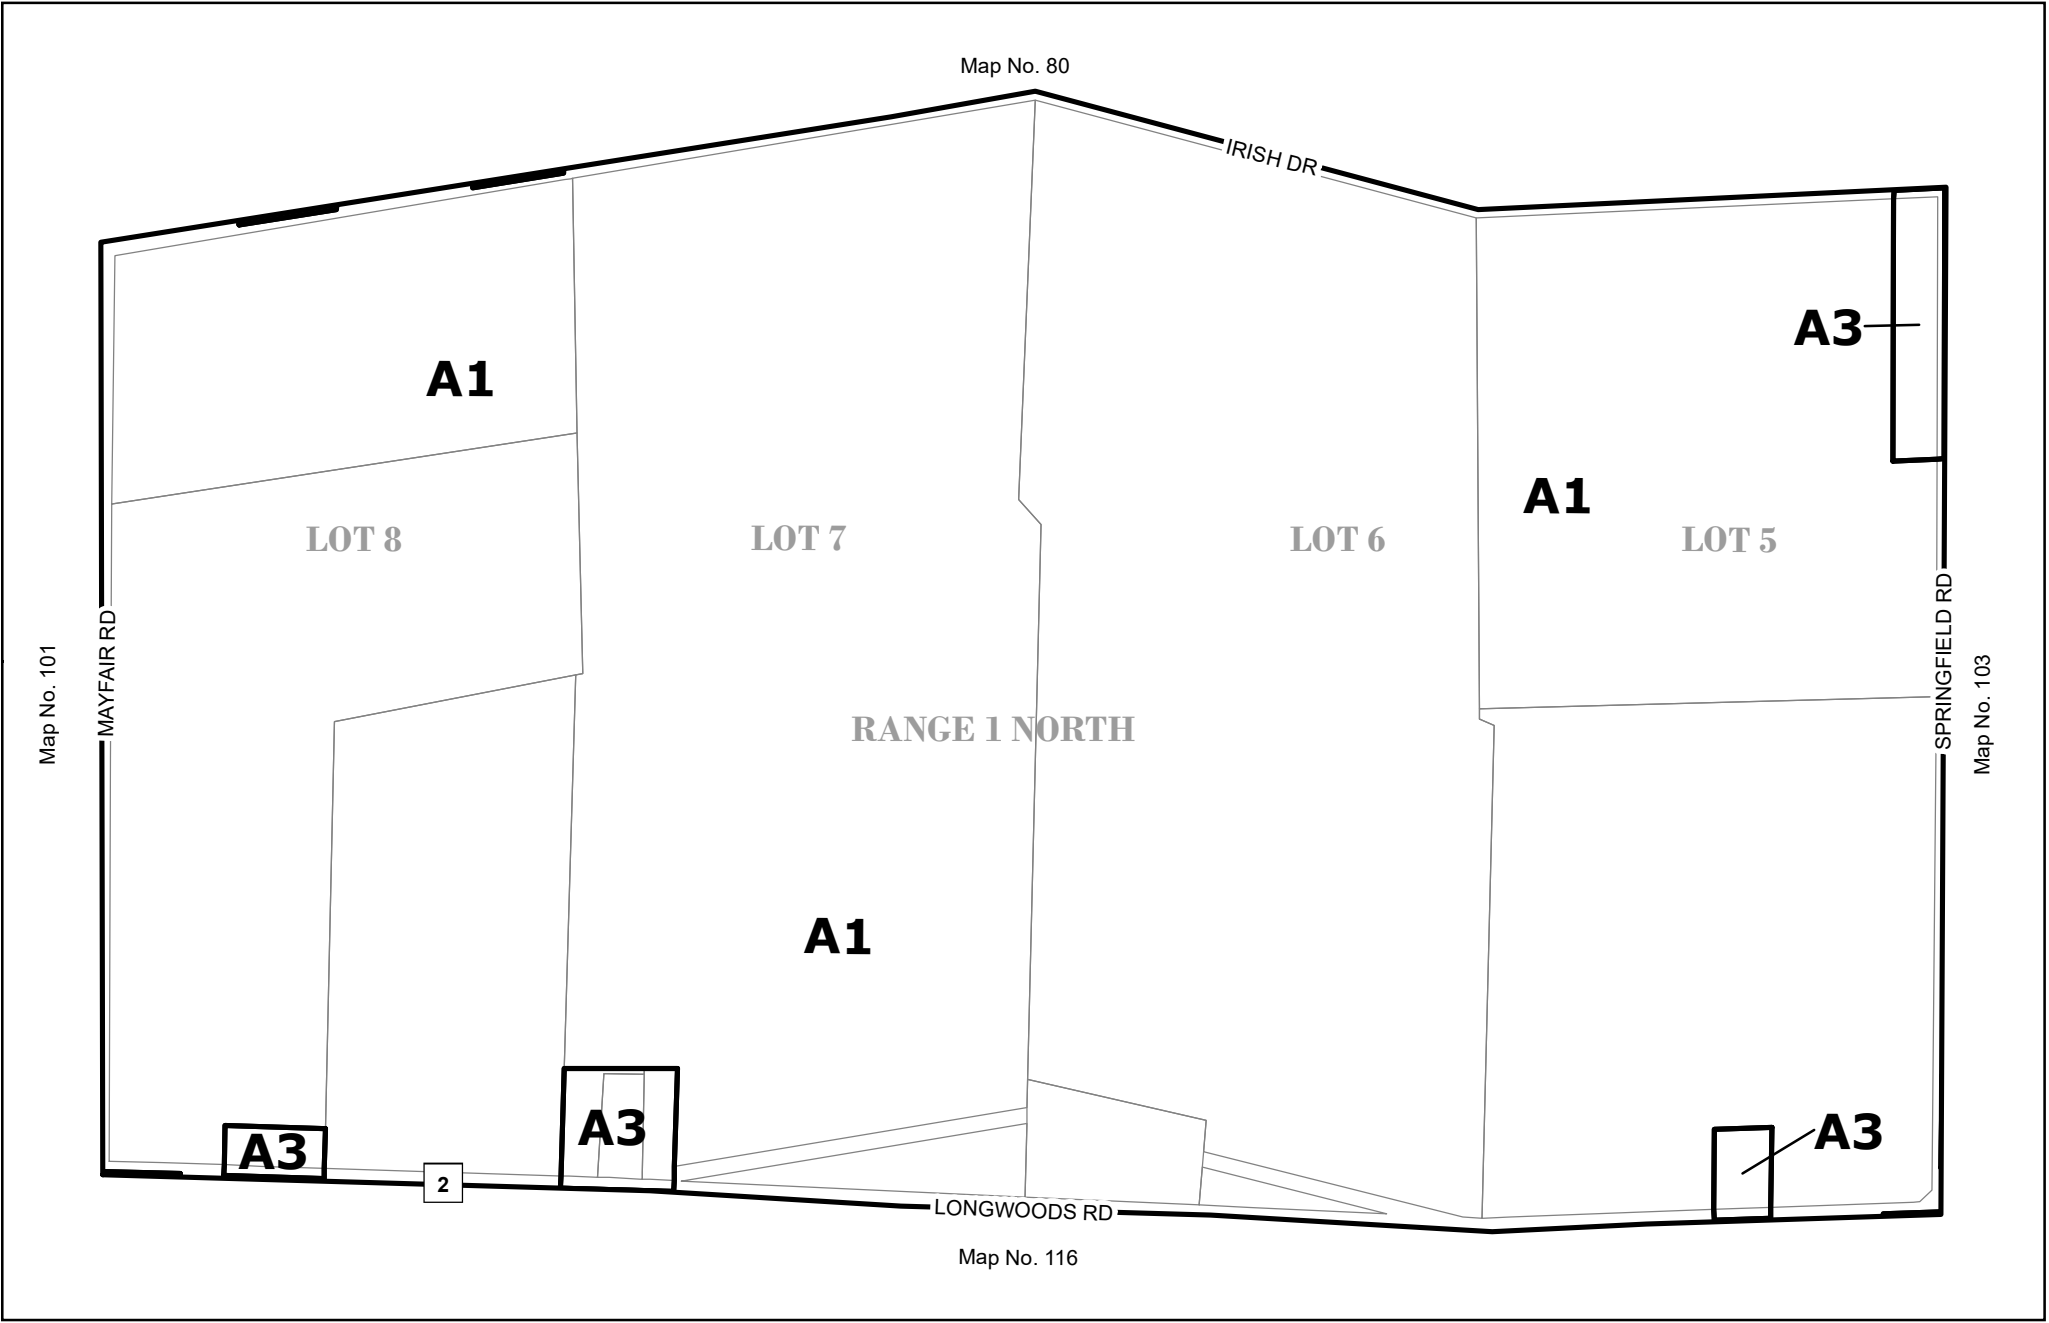 Map No. 80
IRISH DR
A3
A1
A1
LOT 8
LOT 7
LOT 6
LOT 5
MAYFAIR RD
SPRINGFIELD RD
Map No. 101
Map No. 103
RANGE 1 NORTH
A1
A3
A3
A3
2
LONGWOODS RD
Map No. 116